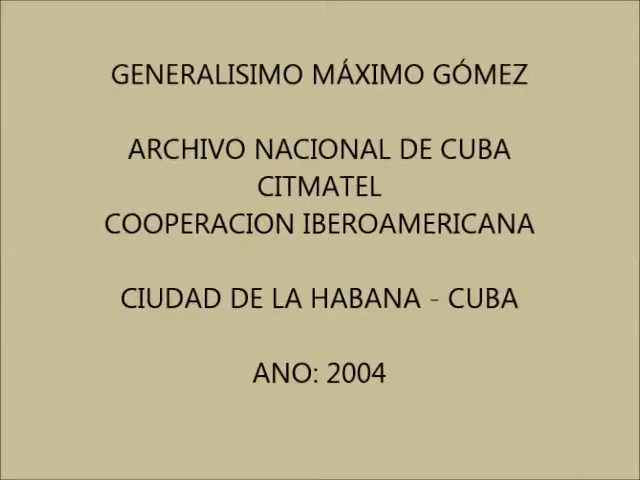 GENERALISIMO MÁXIMO GÓMEZ
ARCHIVO NACIONAL DE CUBA
CITMATEL
COOPERACION IBEROAMERICANA
CIUDAD DE LA HABANA - CUBA
ANO: 2004